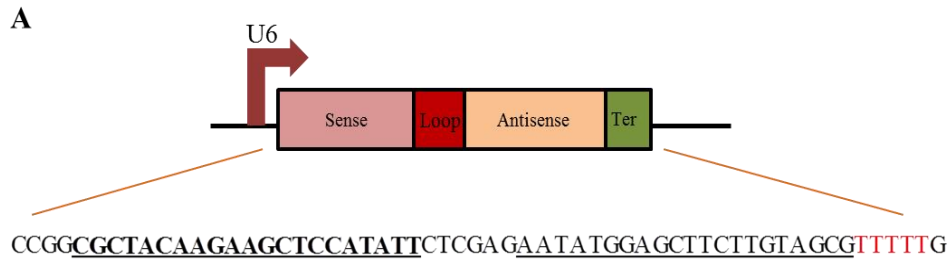 A
U6
Sense Loop Antisense Ter
CCGGCGCTACAAGAAGCTCCATATTCTCGAGAATATGGAGCTTCTTGTAGCGTTTTTG